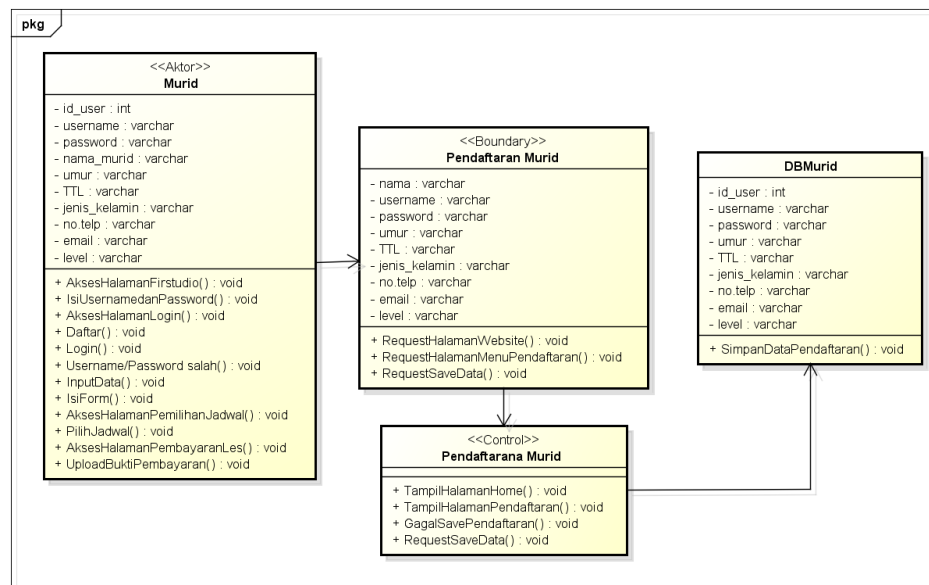 pkg
<<Aktor>>
Murid
- id_user : int
- username : varchar
- password : varchar
- nama_murid : varchar
- umur : varchar
- TTL : varchar
- jenis_kelamin : varchar
- no.telp : varchar
- email : varchar
- level : varchar
+ AksesHalamanFirstudio() : void
+ IsiUsernamedanPassword() : void
+ AksesHalamanLogin() : void
+ Daftar() : void
+ Login() : void
+ Username/Password salah() : void
+ InputData() : void
+ IsiForm() : void
+ AksesHalamanPemilihanJadwal() : void
+ PilihJadwal() : void
+ AksesHalamanPembayaranLes() : void
+ UploadBuktiPembayaran() : void
<<Boundary>>
Pendaftaran Murid
- nama : varchar
- username : varchar
- password : varchar
- umur : varchar
- TTL : varchar
- jenis_kelamin : varchar
- no.telp : varchar
- email : varchar
- level : varchar
+ RequestHalamanWebsite() : void
+ RequestHalamanMenuPendaftaran() : void
+ RequestSaveData() : void
<<Control>>
Pendaftarana Murid
+ TampilHalamanHome() : void
+ TampilHalamanPendaftaran() : void
+ GagalSavePendaftaran() : void
+ RequestSaveData() : void
DBMurid
- id_user : int
- username : varchar
- password : varchar
- umur : varchar
- TTL : varchar
- jenis_kelamin : varchar
- no.telp : varchar
- email : varchar
- level : varchar
+ SimpanDataPendaftaran() : void